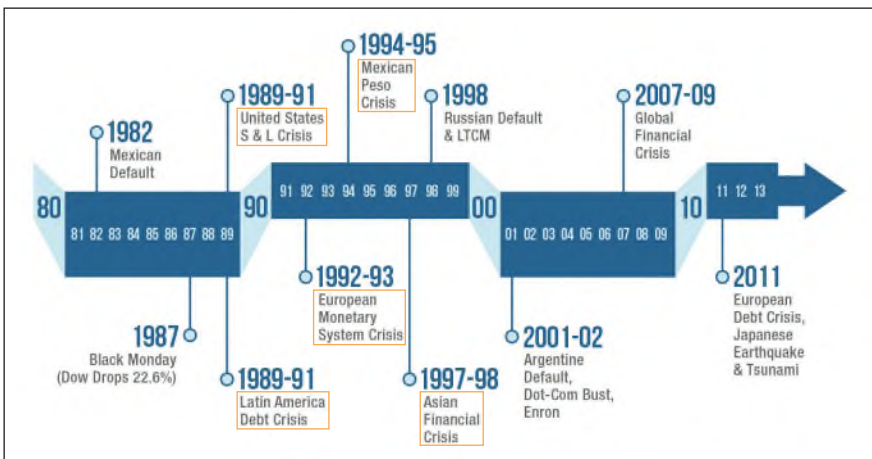 1994-95
Mexican
Peso
Crisis
1989-91
United States
S & L Crisis
1998
Russian Default
& LTCM
2007-09
Global
Financial
Crisis
1982
Mexican
Default
80
81 82 83 84 85 86 87 88 89
90
91 92 93 94 95 96 97 98 99
00
01 02 03 04 05 06 07 08 09
10
11 12 13
1987
Black Monday
(Dow Drops 22.6%)
1989-91
Latin America
Debt Crisis
1992-93
European
Monetary
System Crisis
1997-98
Asian
Financial
Crisis
2001-02
Argentine
Default,
Dot-Com Bust,
Enron
2011
European
Debt Crisis,
Japanese
Earthquake
& Tsunami